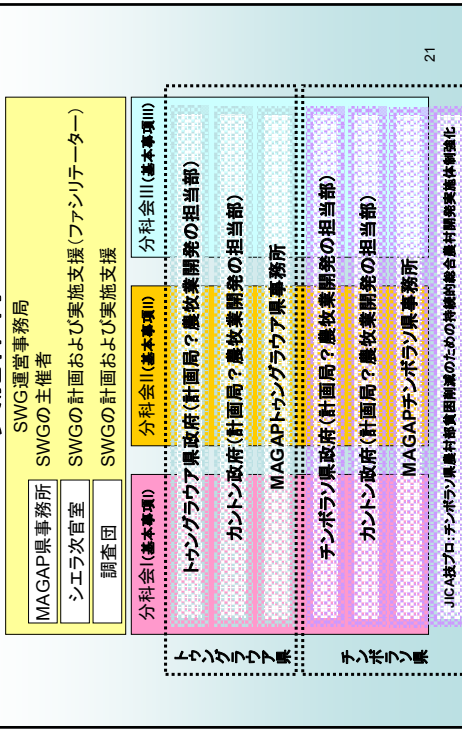 SWG運営事務局
MAGAP県事務所 SWGの主催者
シエラ次官室 SWGの計画および実施支援(ファシリテーター)
調査団 SWGの計画および実施支援
分科会I(基本事項I) 分科会II(基本事項II) 分科会III(基本事項III)
トゥングラウア県
トゥングラウア県政府(計画局?農牧業開発の担当部)
カントン政府(計画局?農牧業開発の担当部)
MAGAPトゥングラウア県事務所
チンボラソ県
チンボラソ県政府(計画局?農牧業開発の担当部)
カントン政府(計画局?農牧業開発の担当部)
MAGAPチンボラソ県事務所
JICA技プロ:チンボラソ県農村部貧困削減のための持続的総合農村開発実施体制強化
21